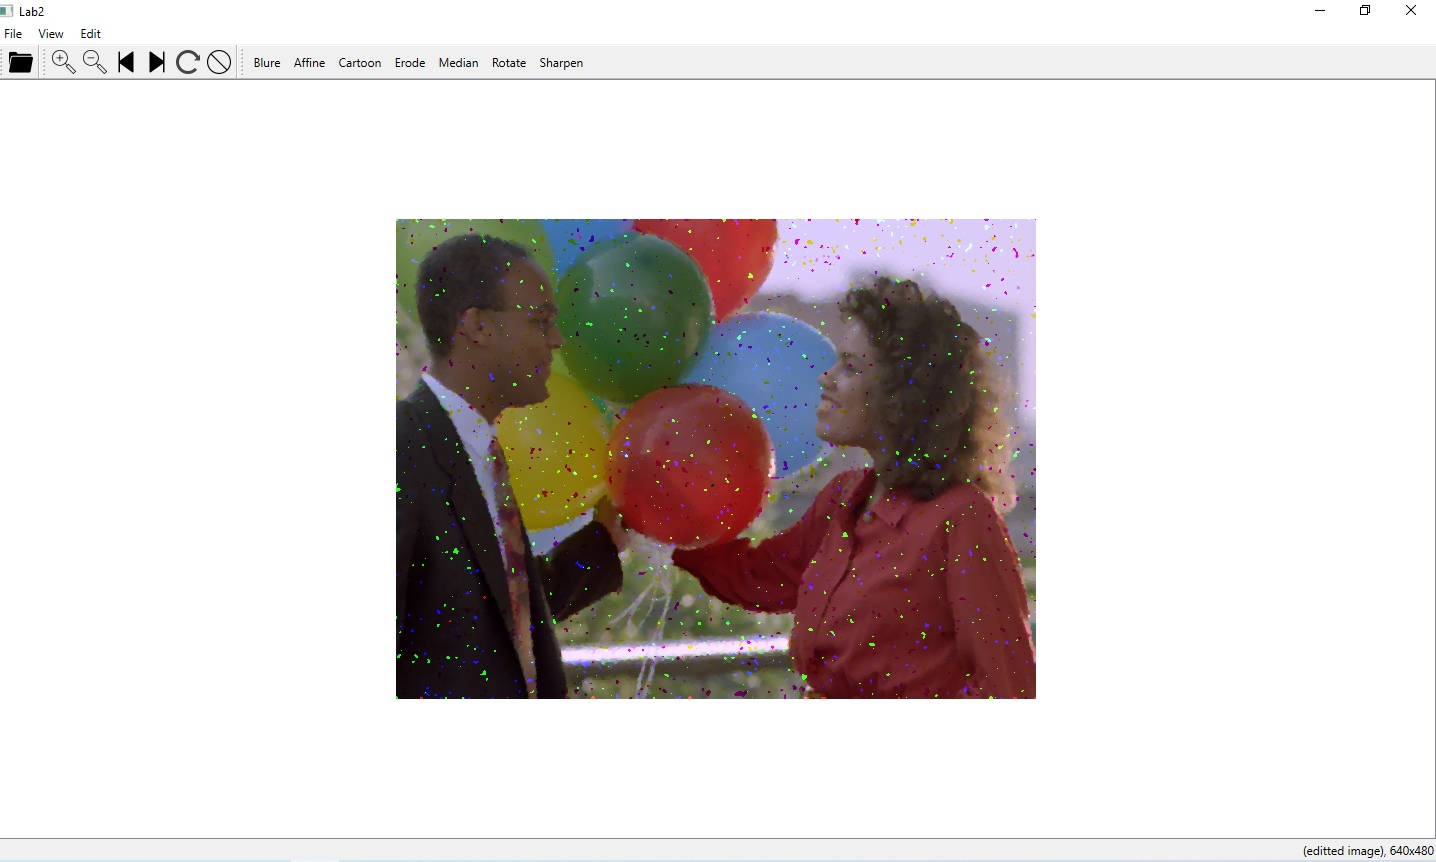 Lab2
File View Edit
Blure Affine Cartoon Erode Median Rotate Sharpen
(editted image), 640x480